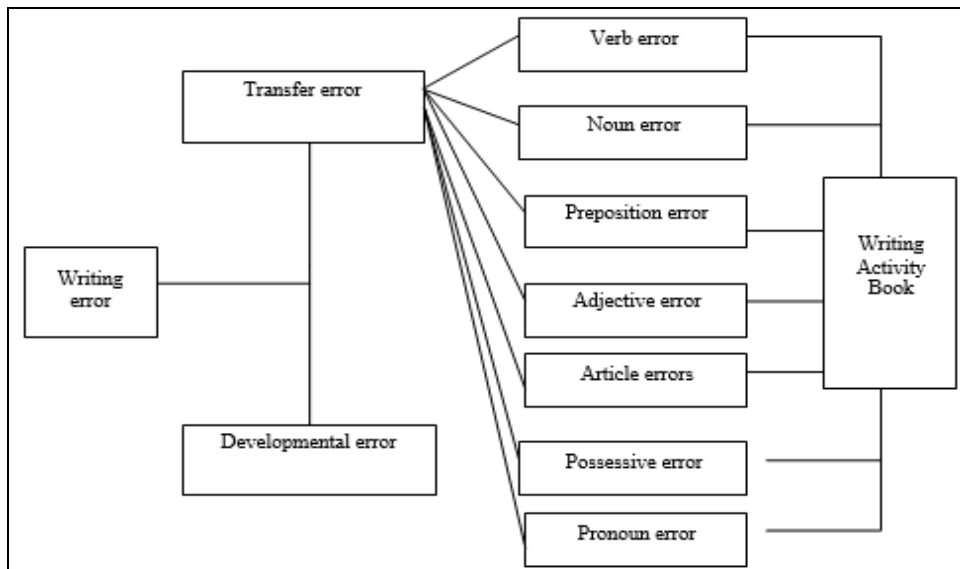 Writing
error
Transfer error
Developmental error
Verb error
Noun error
Preposition error
Adjective error
Article errors
Possessive error
Pronoun error
Writing
Activity
Book